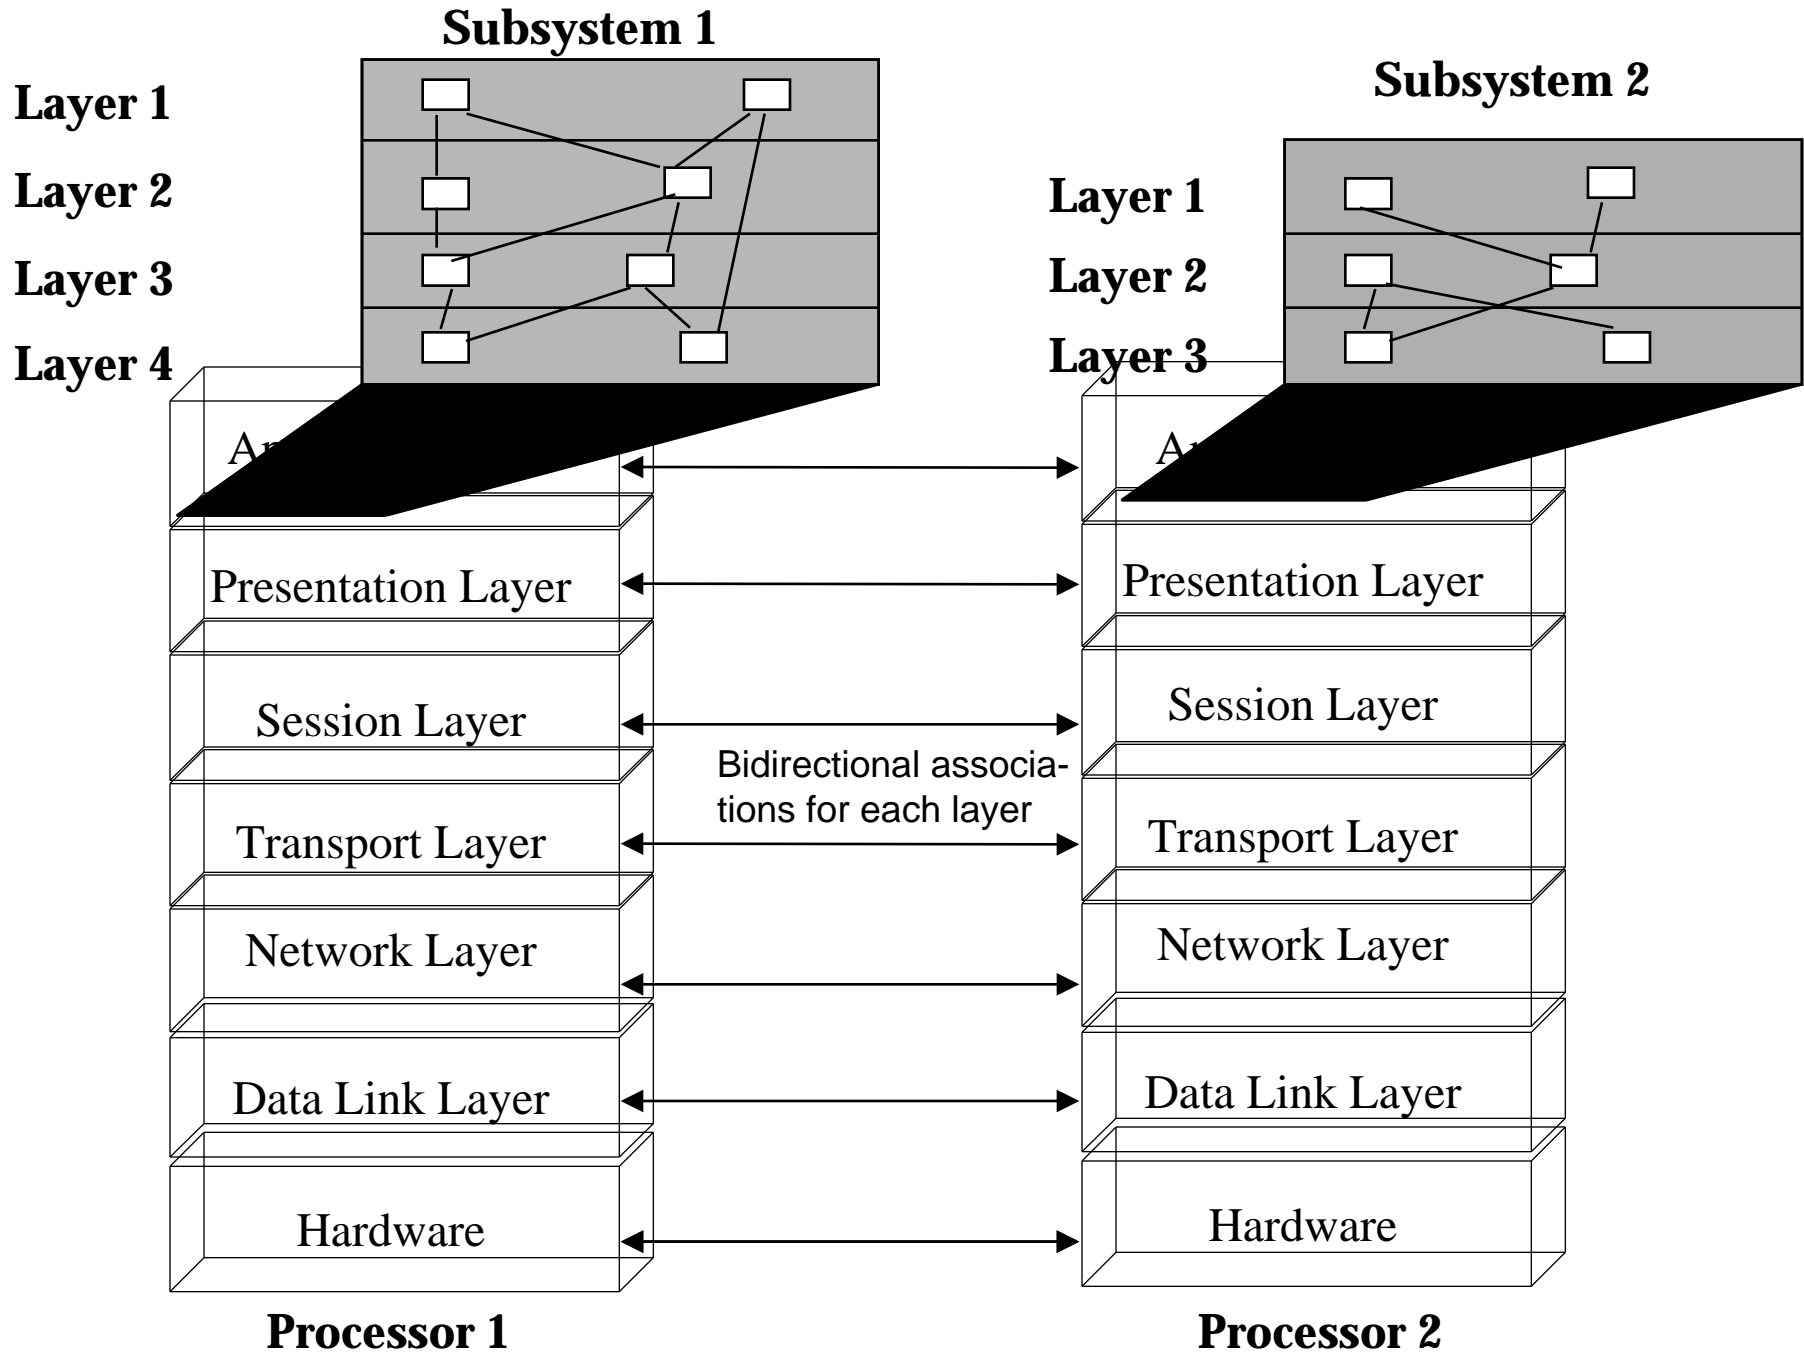 Subsystem 1
Layer 1
Layer 2
Layer 3
Layer 4
Subsystem 2
Layer 1
Layer 2
Layer 3
Presentation Layer
Session Layer
Transport Layer
Network Layer
Data Link Layer
Hardware
Processor 1
Bidirectional associa-
tions for each layer
Presentation Layer
Session Layer
Transport Layer
Network Layer
Data Link Layer
Hardware
Processor 2